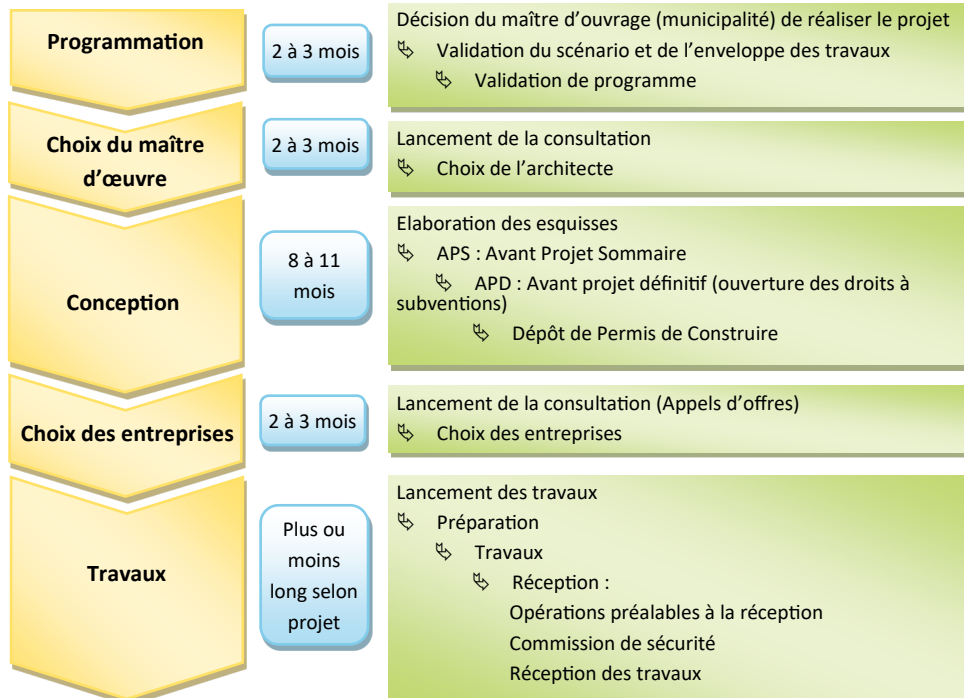 Programmation
2 à 3 mois
Décision du maître d’ouvrage (municipalité) de réaliser le projet
Validation du scénario et de l’enveloppe des travaux
Validation de programme
Choix du maître
d’œuvre
2 à 3 mois
Lancement de la consultation
Choix de l’architecte
Conception
8 à 11
mois
Elaboration des esquisses
APS : Avant Projet Sommaire
APD : Avant projet définitif (ouverture des droits à
subventions)
Dépôt de Permis de Construire
Choix des entreprises
2 à 3 mois
Lancement de la consultation (Appels d’offres)
Choix des entreprises
Travaux
Plus ou
moins
long selon
projet
Lancement des travaux
Préparation
Travaux
Réception :
Opérations préalables à la réception
Commission de sécurité
Réception des travaux